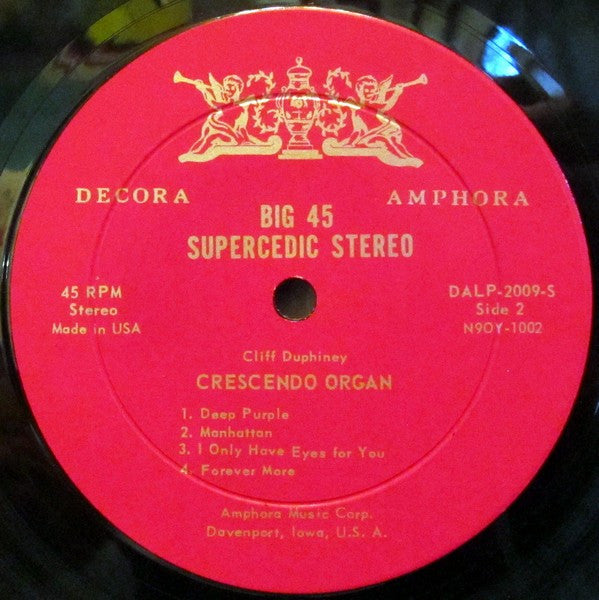 DECORA AMPHORA
BIG 45
SUPERCEDIC STEREO
45 RPM
Stereo
Made in USA
DALP-2009-S
Side 2
N9OY-1002
Cliff Duphiney
CRESCENDO ORGAN
1. Deep Purple
2. Manhattan
3. I Only Have Eyes for You
4. Forever More
Amphora Music Corp.
Davenport, Iowa, U. S. A.